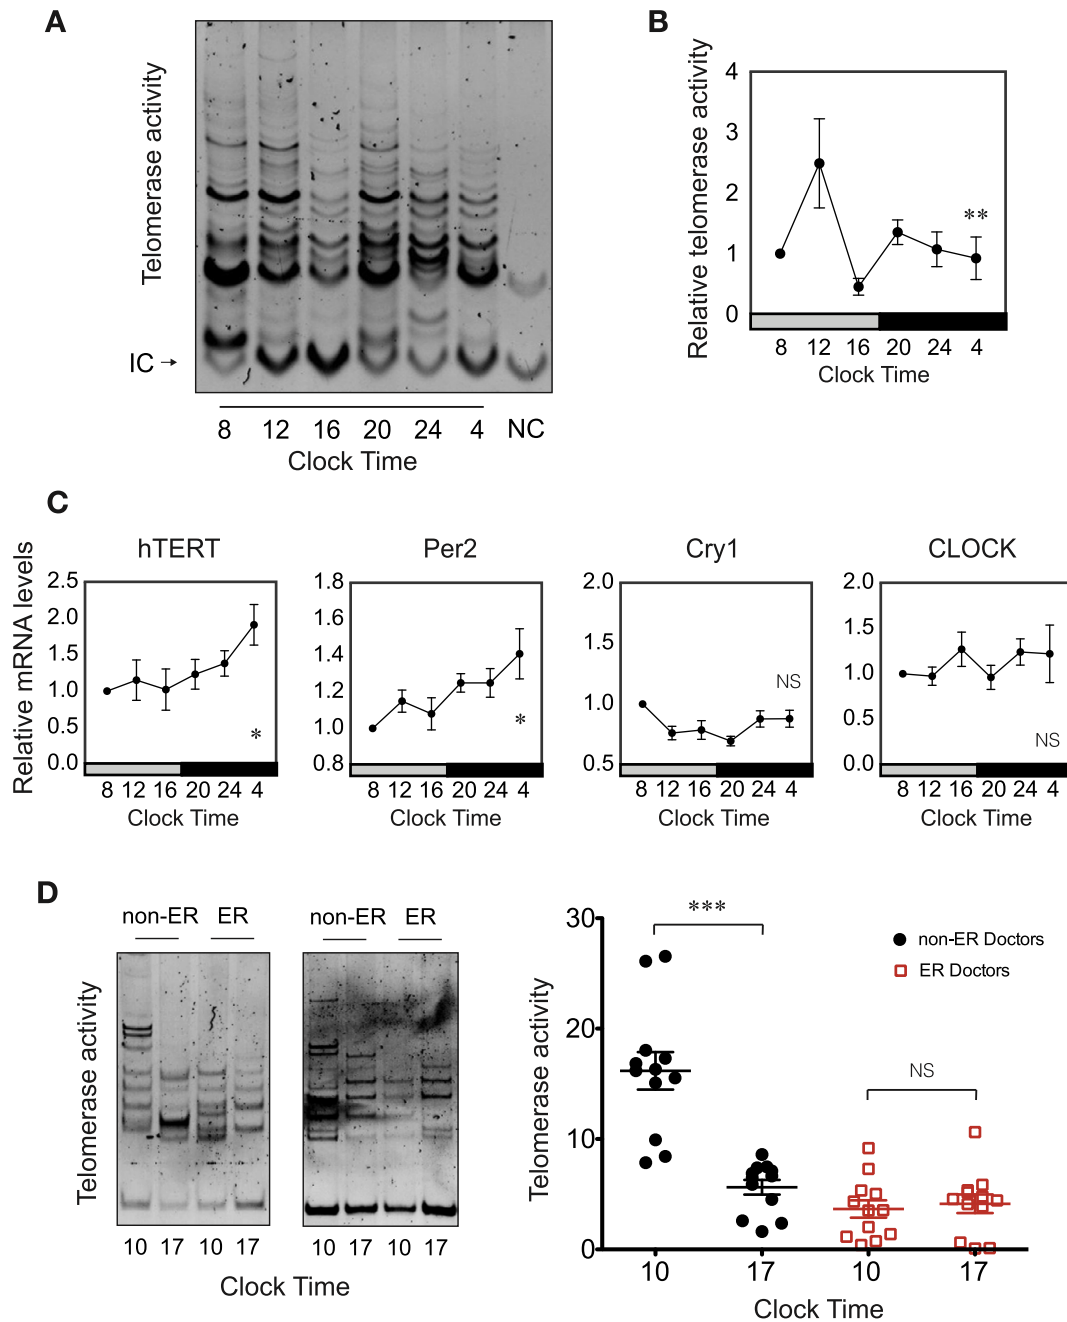 A
Telomerase activity
IC →
8 12 16 20 24 4 NC
Clock Time
B
Relative telomerase activity
4
3
2
1
0
**
8 12 16 20 24 4
Clock Time
C
Relative mRNA levels
hTERT
2.5
2.0
1.5
1.0
0.5
0.0
*
8 12 16 20 24 4
Clock Time
Per2
1.8
1.6
1.4
1.2
1.0
0.8
*
8 12 16 20 24 4
Clock Time
Cry1
2.0
1.5
1.0
0.5
NS
8 12 16 20 24 4
Clock Time
CLOCK
2.0
1.5
1.0
0.5
0.0
NS
8 12 16 20 24 4
Clock Time
D
Telomerase activity
non-ER ER
10 17 10 17
non-ER ER
10 17 10 17
Clock Time
Telomerase activity
30
20
10
0
***
NS
non-ER Doctors
ER Doctors
10 17 10 17
Clock Time